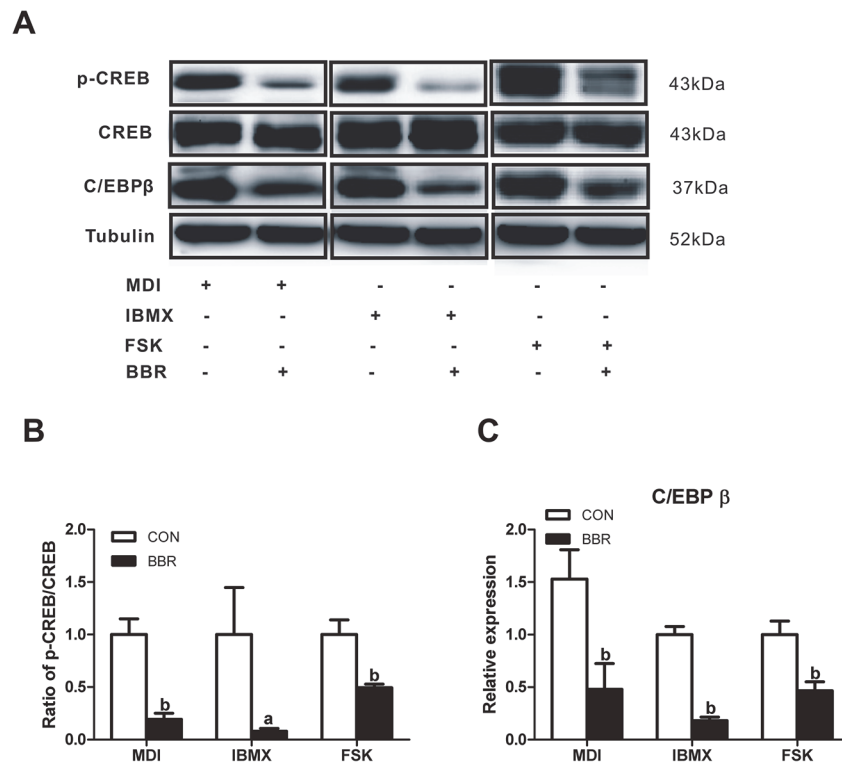 A
p-CREB 43kDa
CREB 43kDa
C/EBPβ 37kDa
Tubulin 52kDa
MDI + + - - - -
IBMX - - + + - -
FSK - - - - + +
BBR - + - + - +
B
Ratio of p-CREB/CREB
2.0
1.5
1.0
0.5
0.0
CON
BBR
b
a
b
MDI IBMX FSK
C
C/EBP β
Relative expression
2.0
1.5
1.0
0.5
0.0
CON
BBR
b
b
b
MDI IBMX FSK